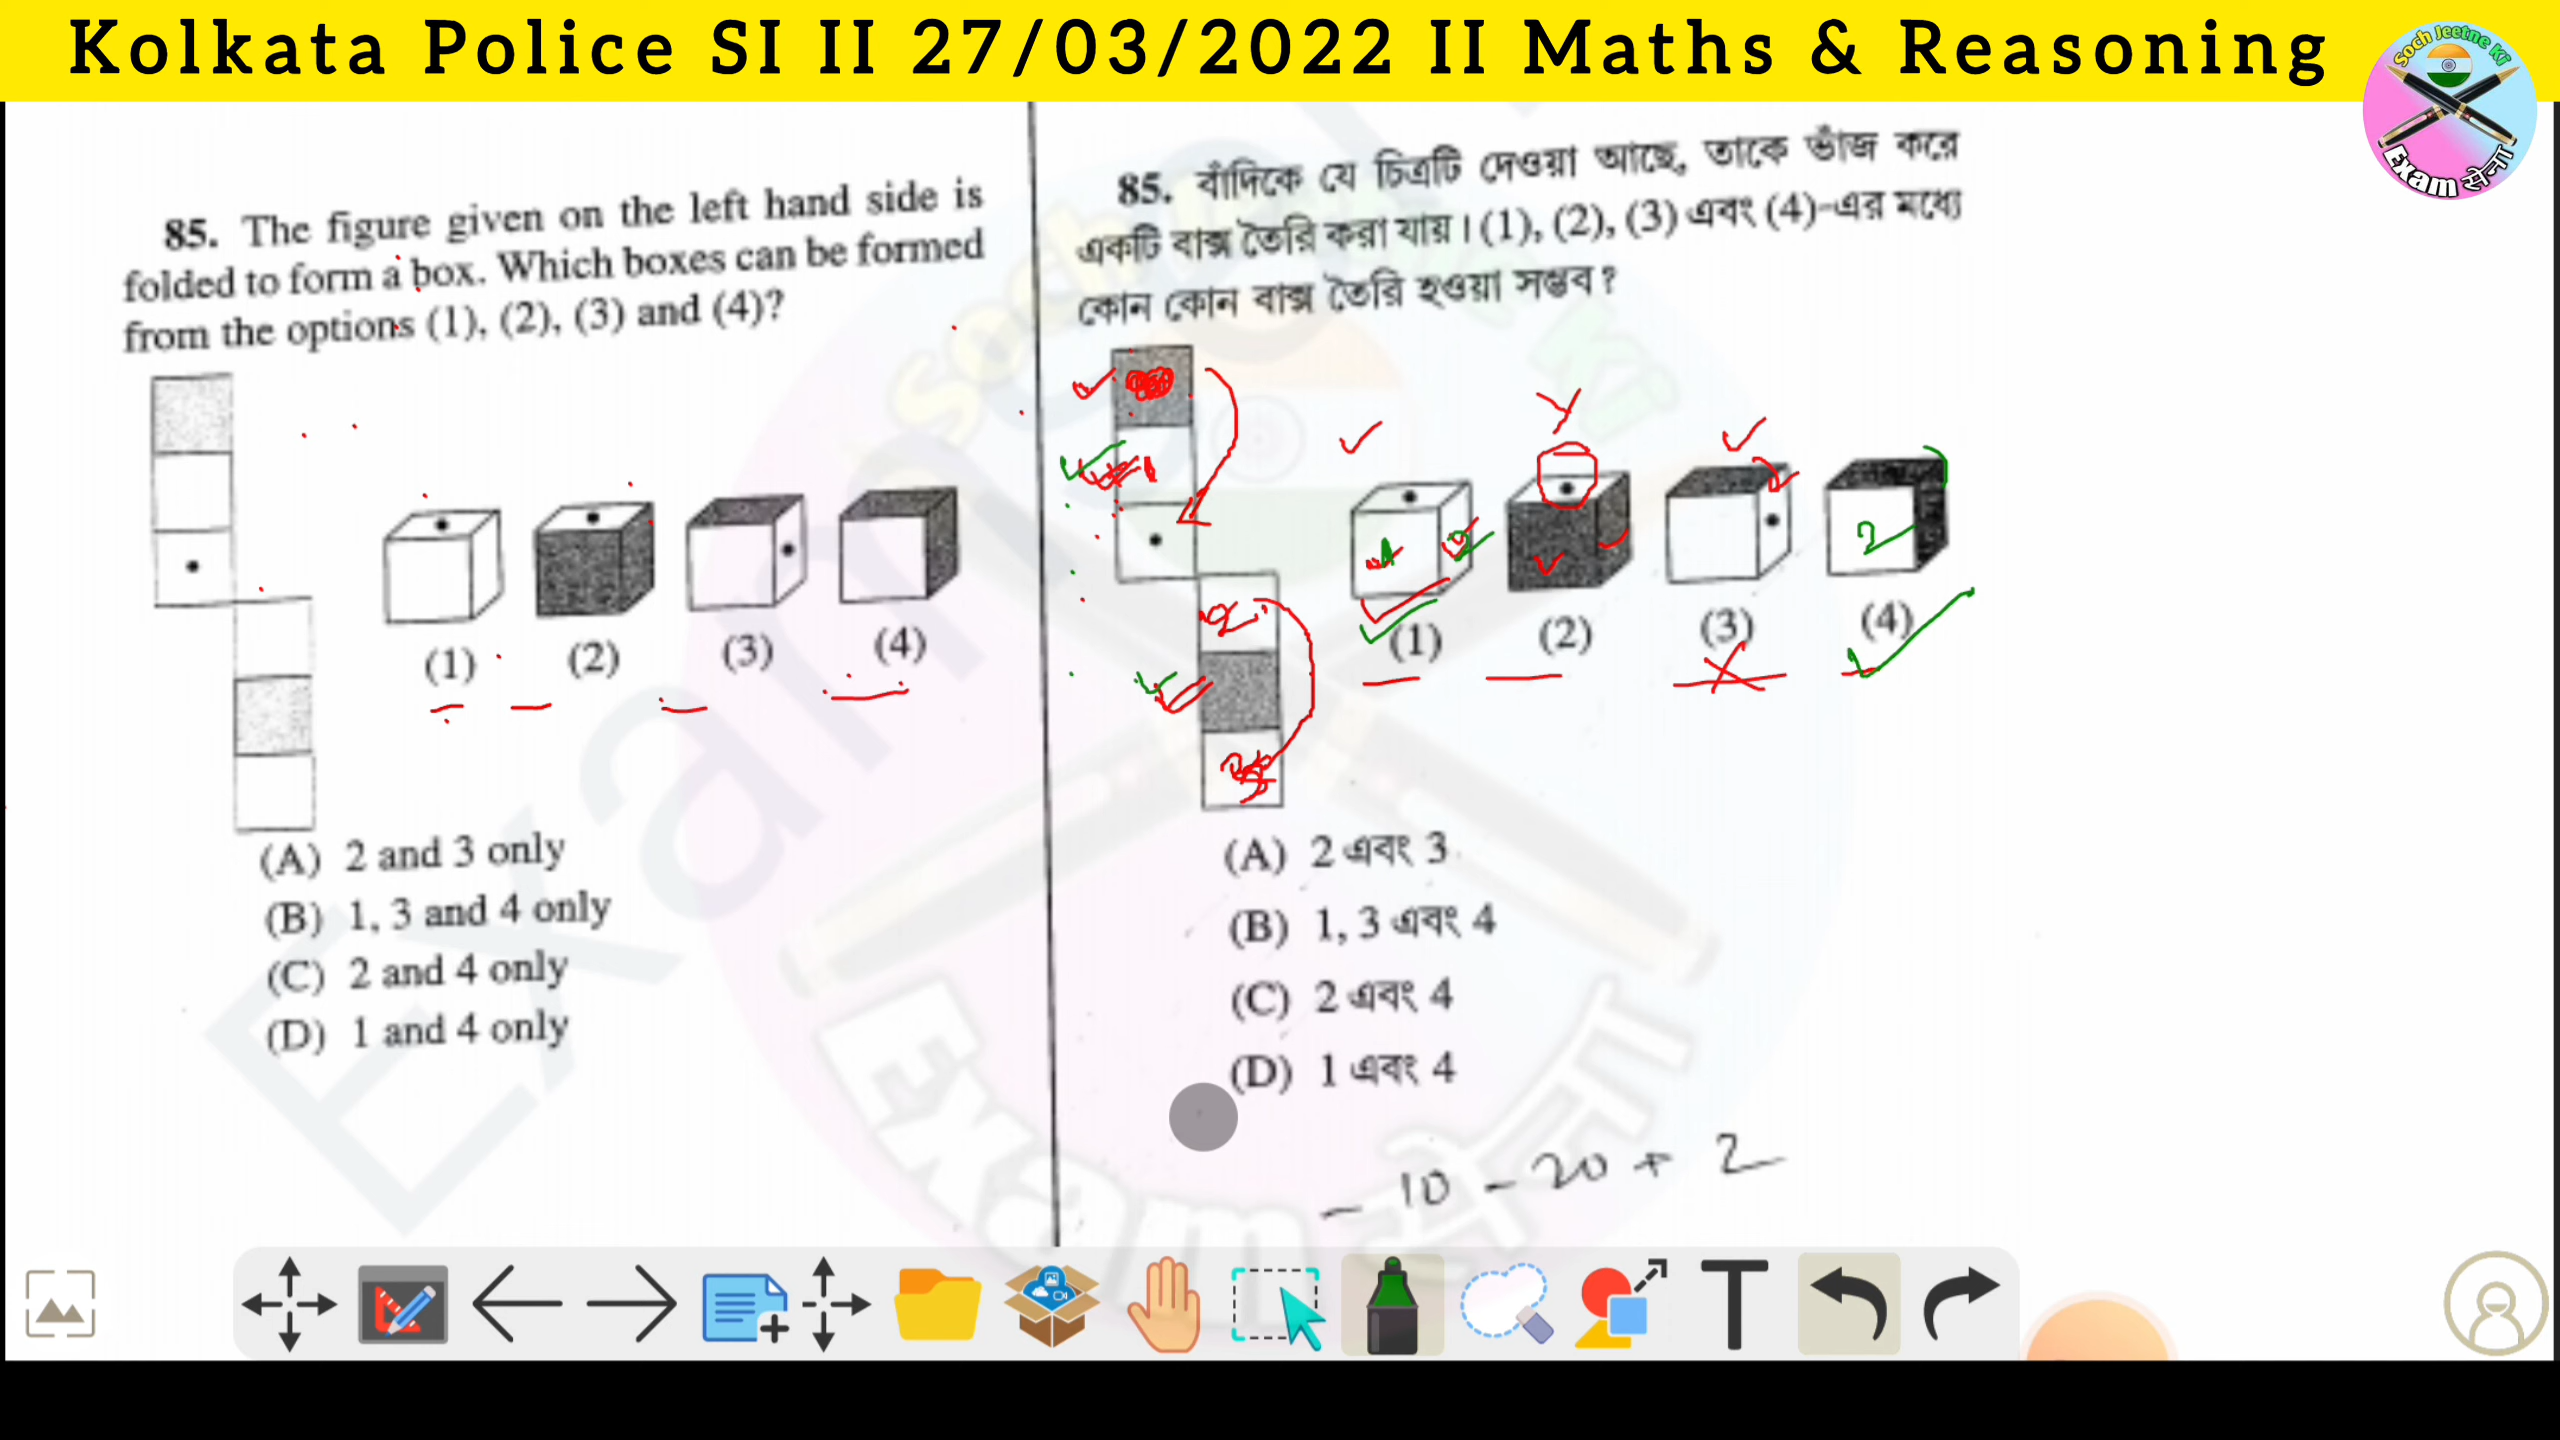 Kolkata Police SI II 27/03/2022 II Maths & Reasoning
Soch Jeetne Ki
Exam सेना
85. The figure given on the left hand side is
folded to form a box. Which boxes can be formed
from the options (1), (2), (3) and (4)?
(1) (2) (3) (4)
(A) 2 and 3 only
(B) 1, 3 and 4 only
(C) 2 and 4 only
(D) 1 and 4 only
85. বাঁদিকে যে চিত্রটি দেওয়া আছে, তাকে ভাঁজ করে
একটি বাক্স তৈরি করা যায়। (1), (2), (3) এবং (4)-এর মধ্যে
কোন কোন বাক্স তৈরি হওয়া সম্ভব?
(1) (2) (3) (4)
(A) 2 এবং 3
(B) 1, 3 এবং 4
(C) 2 এবং 4
(D) 1 এবং 4
- 10 - 20 + 2
T